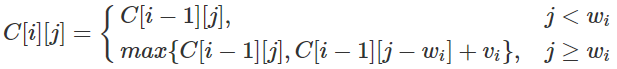 C[i][j] = { C[i − 1][j], j < w_i
max{C[i − 1][j], C[i − 1][j − w_i] + v_i}, j ≥ w_i